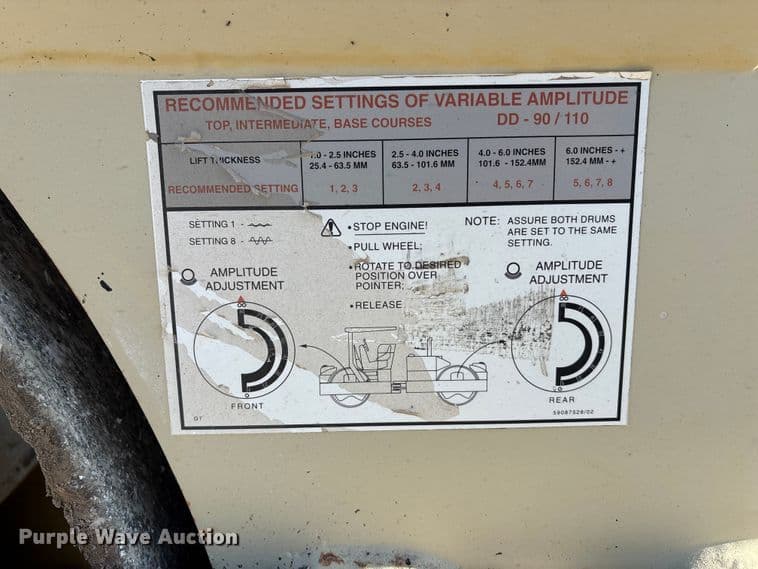 RECOMMENDED SETTINGS OF VARIABLE AMPLITUDE
TOP, INTERMEDIATE, BASE COURSES DD - 90 / 110
LIFT THICKNESS
.0 - 2.5 INCHES
25.4 - 63.5 MM
2.5 - 4.0 INCHES
63.5 - 101.6 MM
4.0 - 6.0 INCHES
101.6 - 152.4MM
6.0 INCHES - +
152.4 MM - +
RECOMMENDED SETTING 1, 2, 3 2, 3, 4 4, 5, 6, 7 5, 6, 7, 8
SETTING 1 -
SETTING 8 -
AMPLITUDE
ADJUSTMENT
FRONT
GT
• STOP ENGINE!
• PULL WHEEL;
• ROTATE TO DESIRED
POSITION OVER
POINTER;
• RELEASE
NOTE: ASSURE BOTH DRUMS
ARE SET TO THE SAME
SETTING.
AMPLITUDE
ADJUSTMENT
REAR
59087528/02
Purple Wave Auction